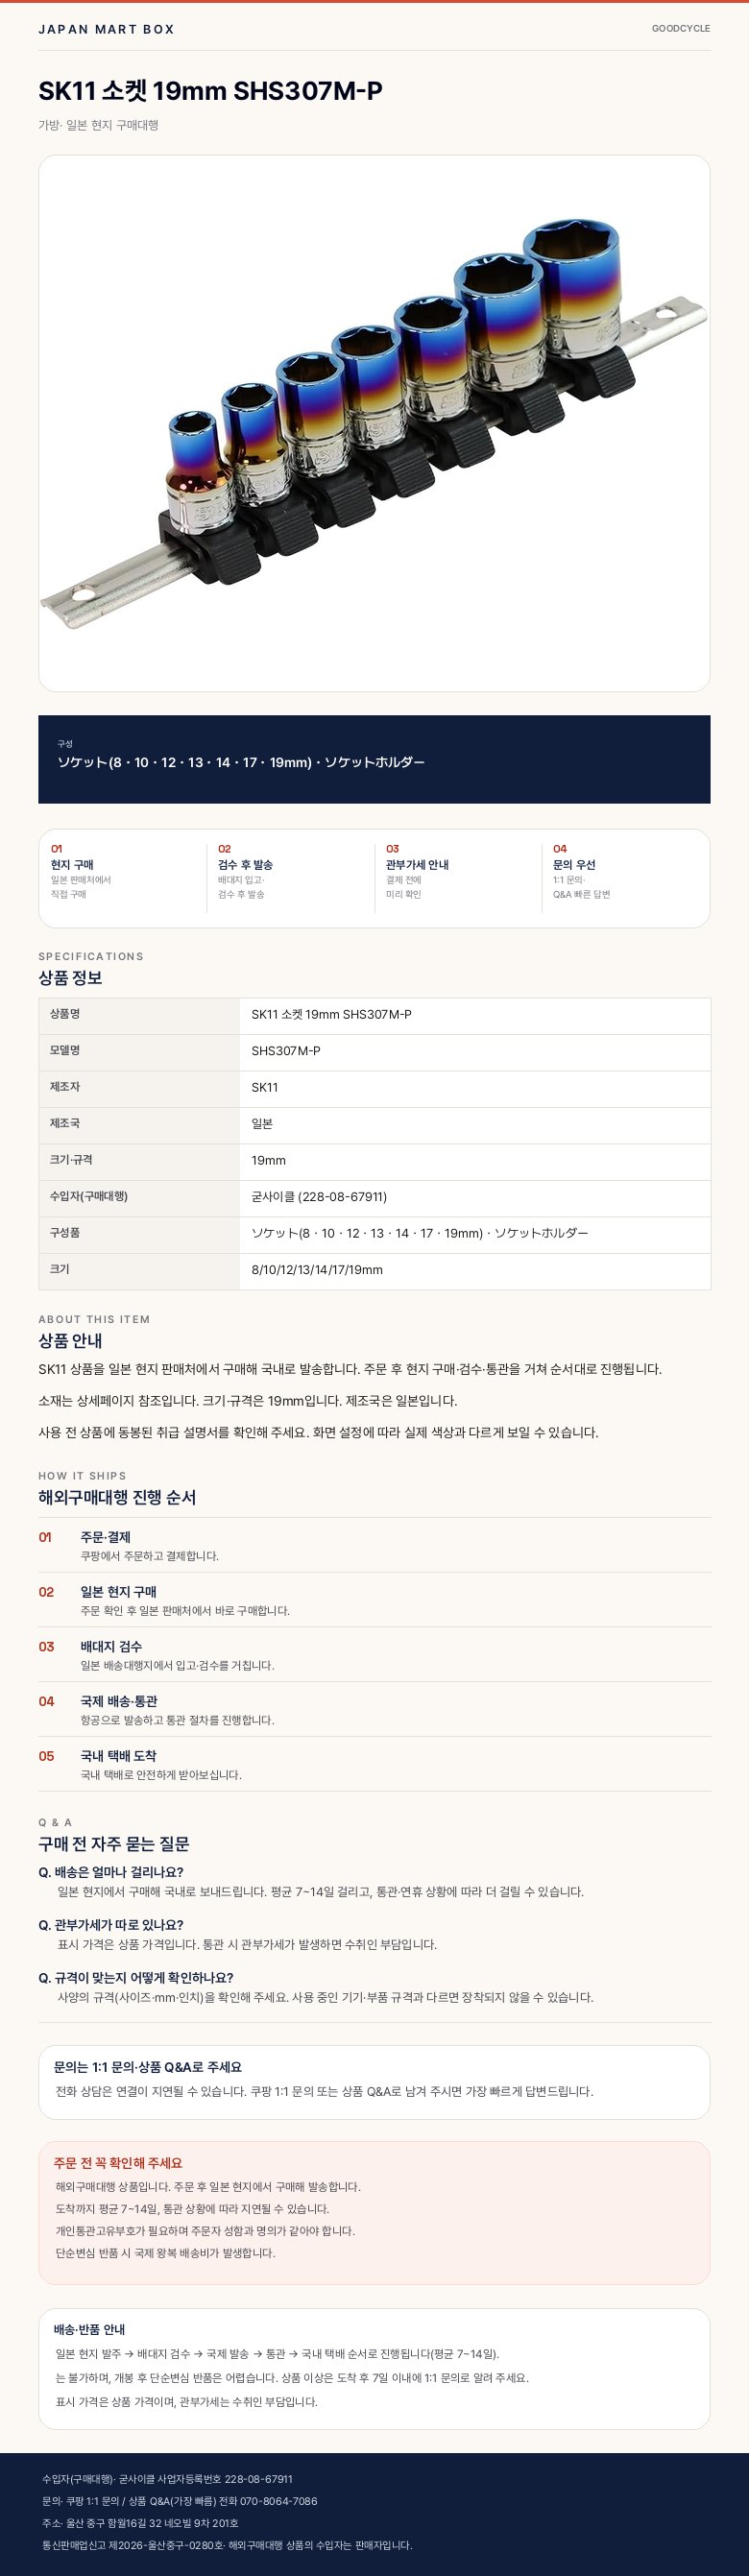 JAPAN MART BOX
GOODCYCLE
SK11 소켓 19mm SHS307M-P
가방· 일본 현지 구매대행
구성
ソケット(8・10・12・13・14・17・19mm)・ソケットホルダー
01
현지 구매
일본 판매처에서
직접 구매
02
검수 후 발송
배대지 입고·
검수 후 발송
03
관부가세 안내
결제 전에
미리 확인
04
문의 우선
1:1 문의·
Q&A 빠른 답변
SPECIFICATIONS
상품 정보
상품명 SK11 소켓 19mm SHS307M-P
모델명 SHS307M-P
제조자 SK11
제조국 일본
크기·규격 19mm
수입자(구매대행) 굳사이클 (228-08-67911)
구성품 ソケット(8・10・12・13・14・17・19mm)・ソケットホルダー
크기 8/10/12/13/14/17/19mm
ABOUT THIS ITEM
상품 안내
SK11 상품을 일본 현지 판매처에서 구매해 국내로 발송합니다. 주문 후 현지 구매·검수·통관을 거쳐 순서대로 진행됩니다.
소재는 상세페이지 참조입니다. 크기·규격은 19mm입니다. 제조국은 일본입니다.
사용 전 상품에 동봉된 취급 설명서를 확인해 주세요. 화면 설정에 따라 실제 색상과 다르게 보일 수 있습니다.
HOW IT SHIPS
해외구매대행 진행 순서
01 주문·결제
쿠팡에서 주문하고 결제합니다.
02 일본 현지 구매
주문 확인 후 일본 판매처에서 바로 구매합니다.
03 배대지 검수
일본 배송대행지에서 입고·검수를 거칩니다.
04 국제 배송·통관
항공으로 발송하고 통관 절차를 진행합니다.
05 국내 택배 도착
국내 택배로 안전하게 받아보십니다.
Q & A
구매 전 자주 묻는 질문
Q. 배송은 얼마나 걸리나요?
일본 현지에서 구매해 국내로 보내드립니다. 평균 7~14일 걸리고, 통관·연휴 상황에 따라 더 걸릴 수 있습니다.
Q. 관부가세가 따로 있나요?
표시 가격은 상품 가격입니다. 통관 시 관부가세가 발생하면 수취인 부담입니다.
Q. 규격이 맞는지 어떻게 확인하나요?
사양의 규격(사이즈·mm·인치)을 확인해 주세요. 사용 중인 기기·부품 규격과 다르면 장착되지 않을 수 있습니다.
문의는 1:1 문의·상품 Q&A로 주세요
전화 상담은 연결이 지연될 수 있습니다. 쿠팡 1:1 문의 또는 상품 Q&A로 남겨 주시면 가장 빠르게 답변드립니다.
주문 전 꼭 확인해 주세요
해외구매대행 상품입니다. 주문 후 일본 현지에서 구매해 발송합니다.
도착까지 평균 7~14일, 통관 상황에 따라 지연될 수 있습니다.
개인통관고유부호가 필요하며 주문자 성함과 명의가 같아야 합니다.
단순변심 반품 시 국제 왕복 배송비가 발생합니다.
배송·반품 안내
일본 현지 발주 → 배대지 검수 → 국제 발송 → 통관 → 국내 택배 순서로 진행됩니다(평균 7~14일).
는 불가하며, 개봉 후 단순변심 반품은 어렵습니다. 상품 이상은 도착 후 7일 이내에 1:1 문의로 알려 주세요.
표시 가격은 상품 가격이며, 관부가세는 수취인 부담입니다.
수입자(구매대행)· 굳사이클 사업자등록번호 228-08-67911
문의· 쿠팡 1:1 문의 / 상품 Q&A(가장 빠름) 전화 070-8064-7086
주소· 울산 중구 함월16길 32 네오빌 9차 201호
통신판매업신고 제2026-울산중구-0280호· 해외구매대행 상품의 수입자는 판매자입니다.